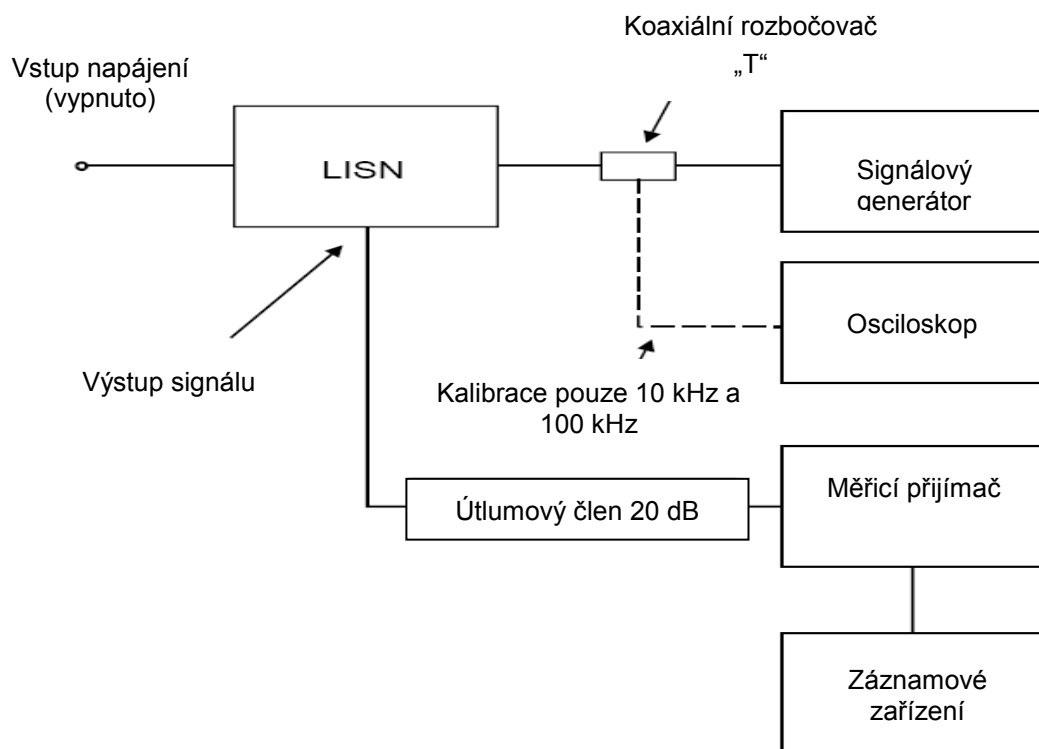 Koaxiální rozbočovač
„T“
Vstup napájení
(vypnuto)
LISN
Signálový
generátor
Osciloskop
Výstup signálu
Kalibrace pouze 10 kHz a
100 kHz
Měřicí přijímač
Útlumový člen 20 dB
Záznamové
zařízení